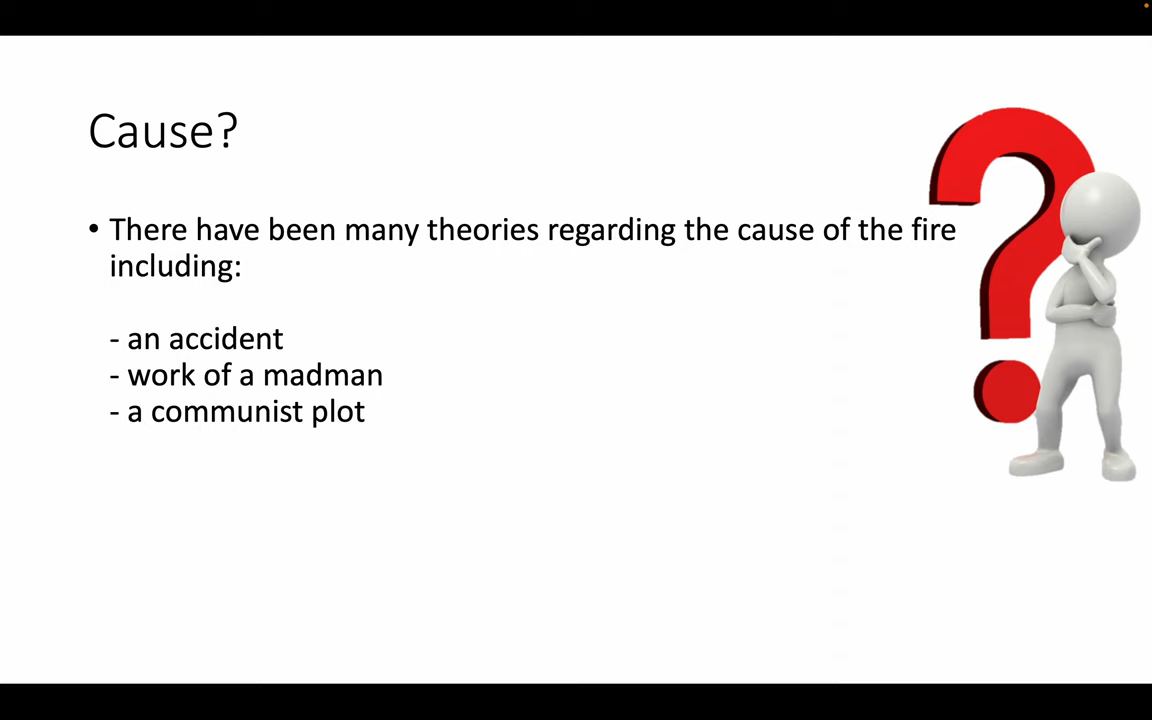 Cause?
• There have been many theories regarding the cause of the fire
including:
- an accident
- work of a madman
- a communist plot